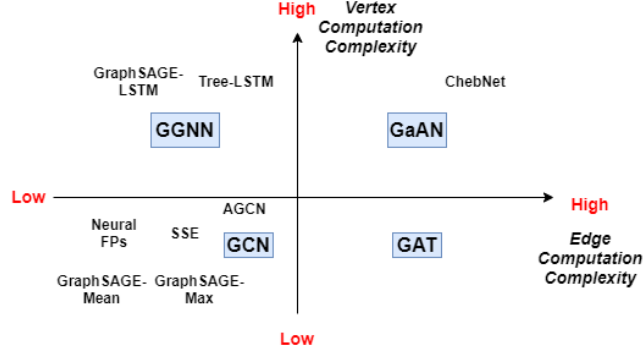 High
Vertex
Computation
Complexity
GraphSAGE-
LSTM
Tree-LSTM
ChebNet
GGNN
GaAN
Low
High
AGCN
Neural
FPs
SSE
GCN
GAT
Edge
Computation
Complexity
GraphSAGE-
Mean
GraphSAGE-
Max
Low